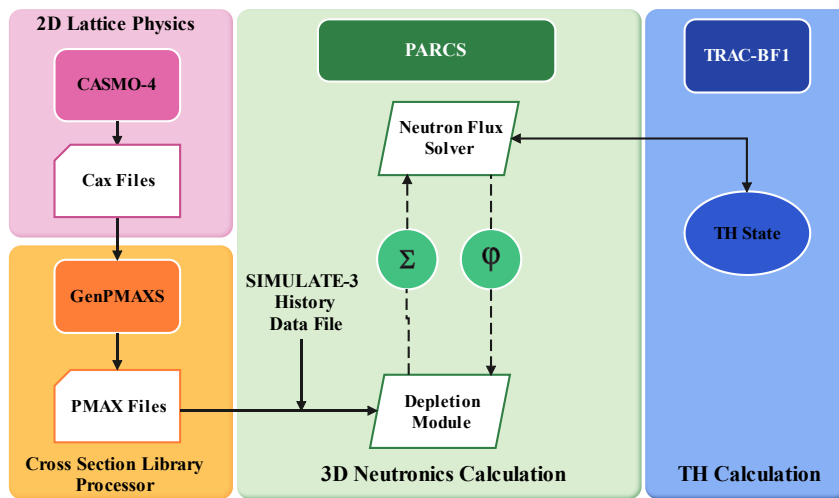 2D Lattice Physics
CASMO-4
Cax Files
GenPMAXS
PMAX Files
Cross Section Library
Processor
PARCS
Neutron Flux
Solver
Σ
φ
SIMULATE-3
History
Data File
Depletion
Module
3D Neutronics Calculation
TRAC-BF1
TH State
TH Calculation